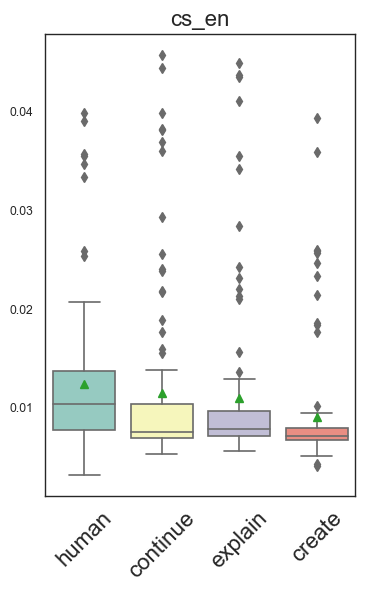 cs_en
0.04
0.03
0.02
0.01
human
continue
explain
create